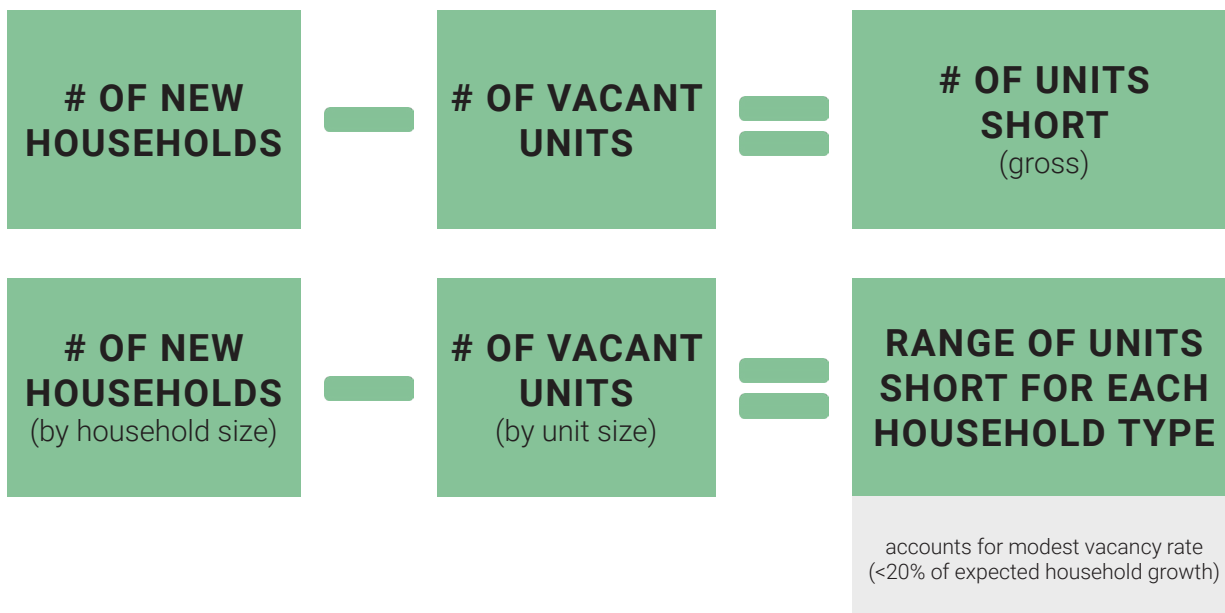 # OF NEW
HOUSEHOLDS
# OF VACANT
UNITS
# OF UNITS
SHORT
(gross)
# OF NEW
HOUSEHOLDS
(by household size)
# OF VACANT
UNITS
(by unit size)
RANGE OF UNITS
SHORT FOR EACH
HOUSEHOLD TYPE
accounts for modest vacancy rate
(<20% of expected household growth)